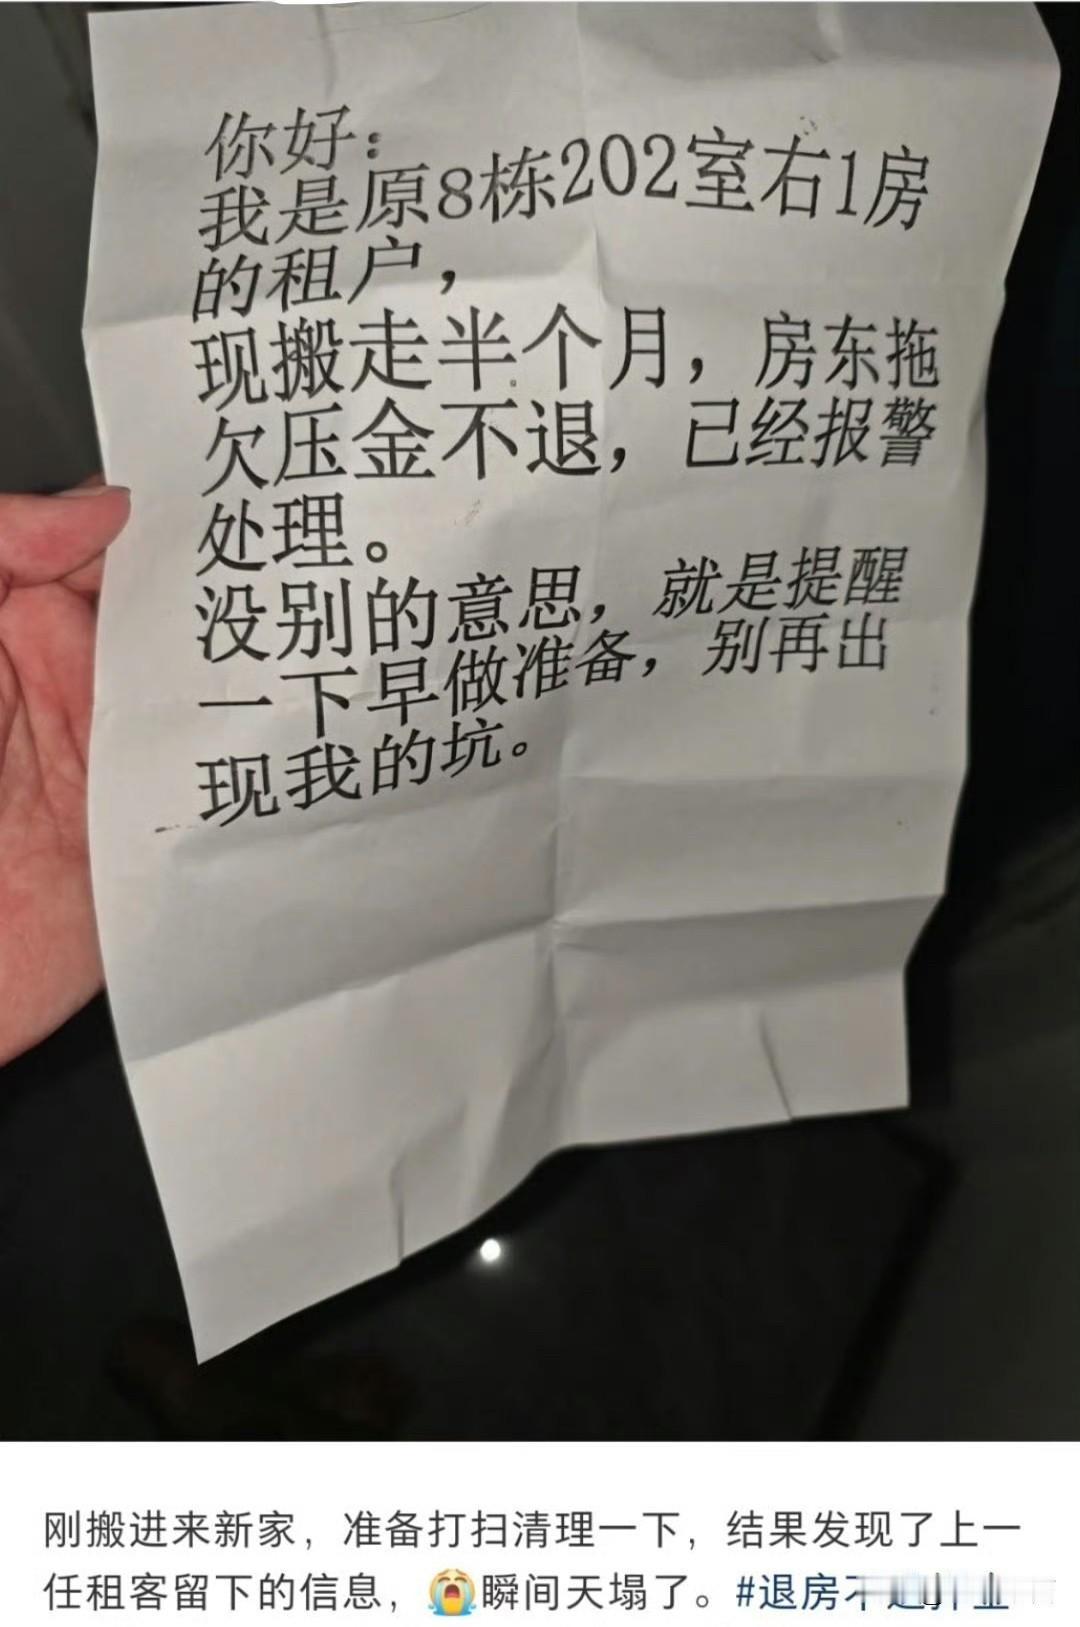 你好：
我是原8栋202室右1房
的租户，
现搬走半个月，房东拖
欠压金不退，已经报警
处理。
没别的意思，就是提醒
一下早做准备，别再出
现我的坑。
刚搬进来新家，准备打扫清理一下，结果发现了上一
任租客留下的信息，😭瞬间天塌了。#退房不